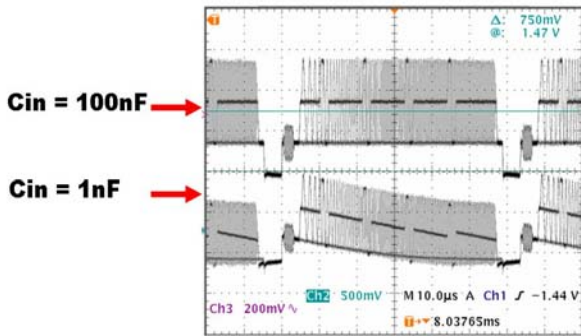 T
Δ: 750mV
@: 1.47 V
Cin = 100nF
Cin = 1nF
Ch2 500mV M 10.0μs A Ch1 ∫ -1.44 V
Ch3 200mV∿
T→▼ 8.03765ms